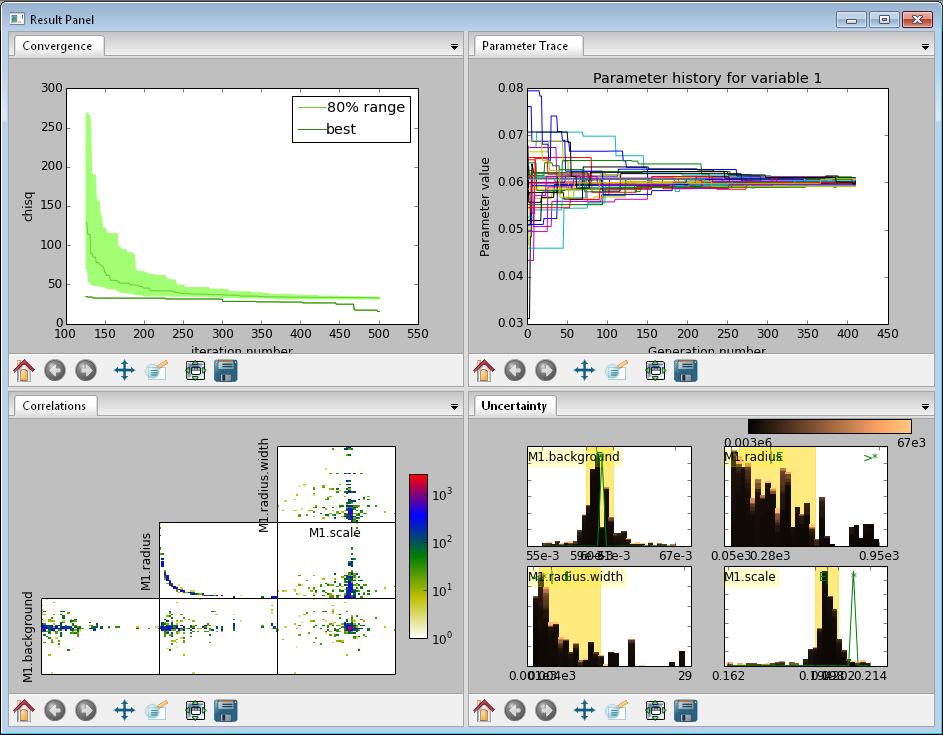 Result Panel
Convergence
300
250
200
150
100
50
0
chisq
80% range
best
100 150 200 250 300 350 400 450 500 550
iteration number
Parameter Trace
Parameter history for variable 1
0.08
0.07
0.06
0.05
0.04
0.03
Parameter value
0 50 100 150 200 250 300 350 400 450
Generation number
Correlations
M1.radius.width
M1.scale
M1.radius
M1.background
10^3
10^2
10^1
10^0
Uncertainty
0.003e6 67e3
M1.background
55e-3 67e-3
M1.radius E >*
0.05e3 0.28e3 0.95e3
M1.radius.width
29
M1.scale E *
0.162 0.214